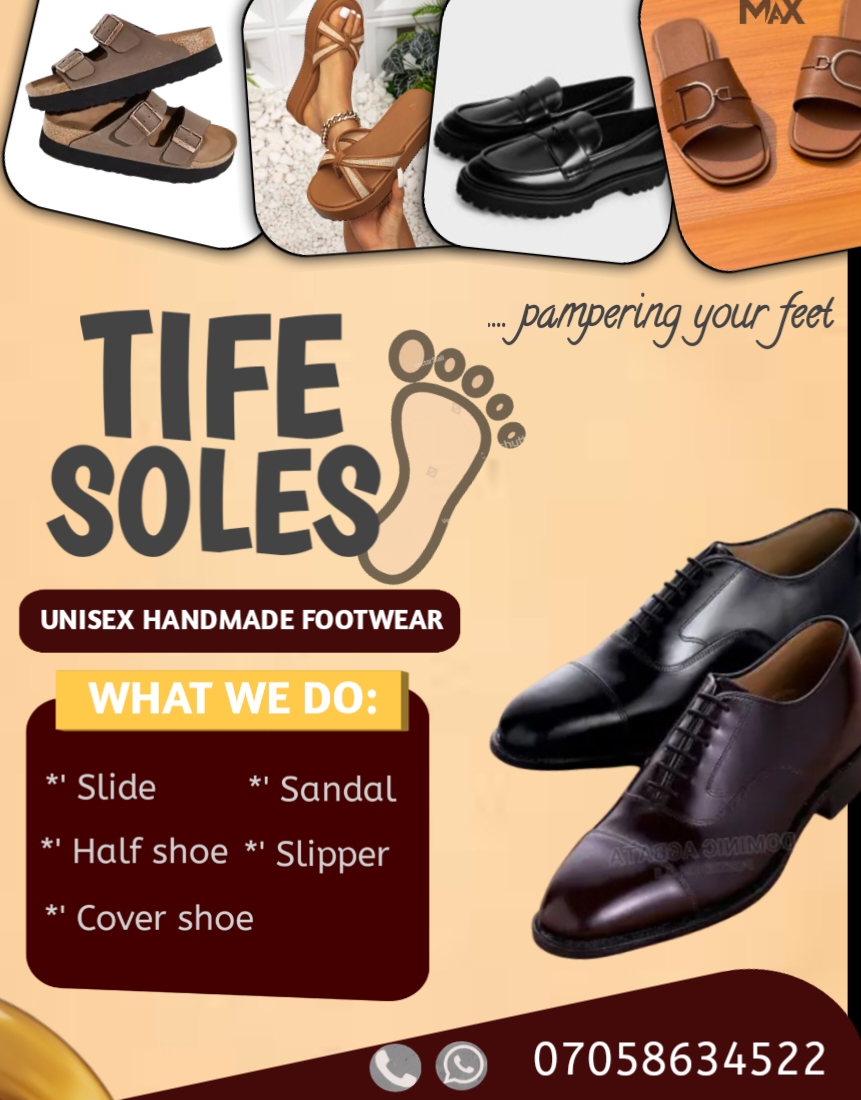 MAX
.... pampering your feet
TIFE
SOLES
UNISEX HANDMADE FOOTWEAR
WHAT WE DO:
*' Slide
*' Sandal
*' Half shoe
*' Slipper
*' Cover shoe
07058634522